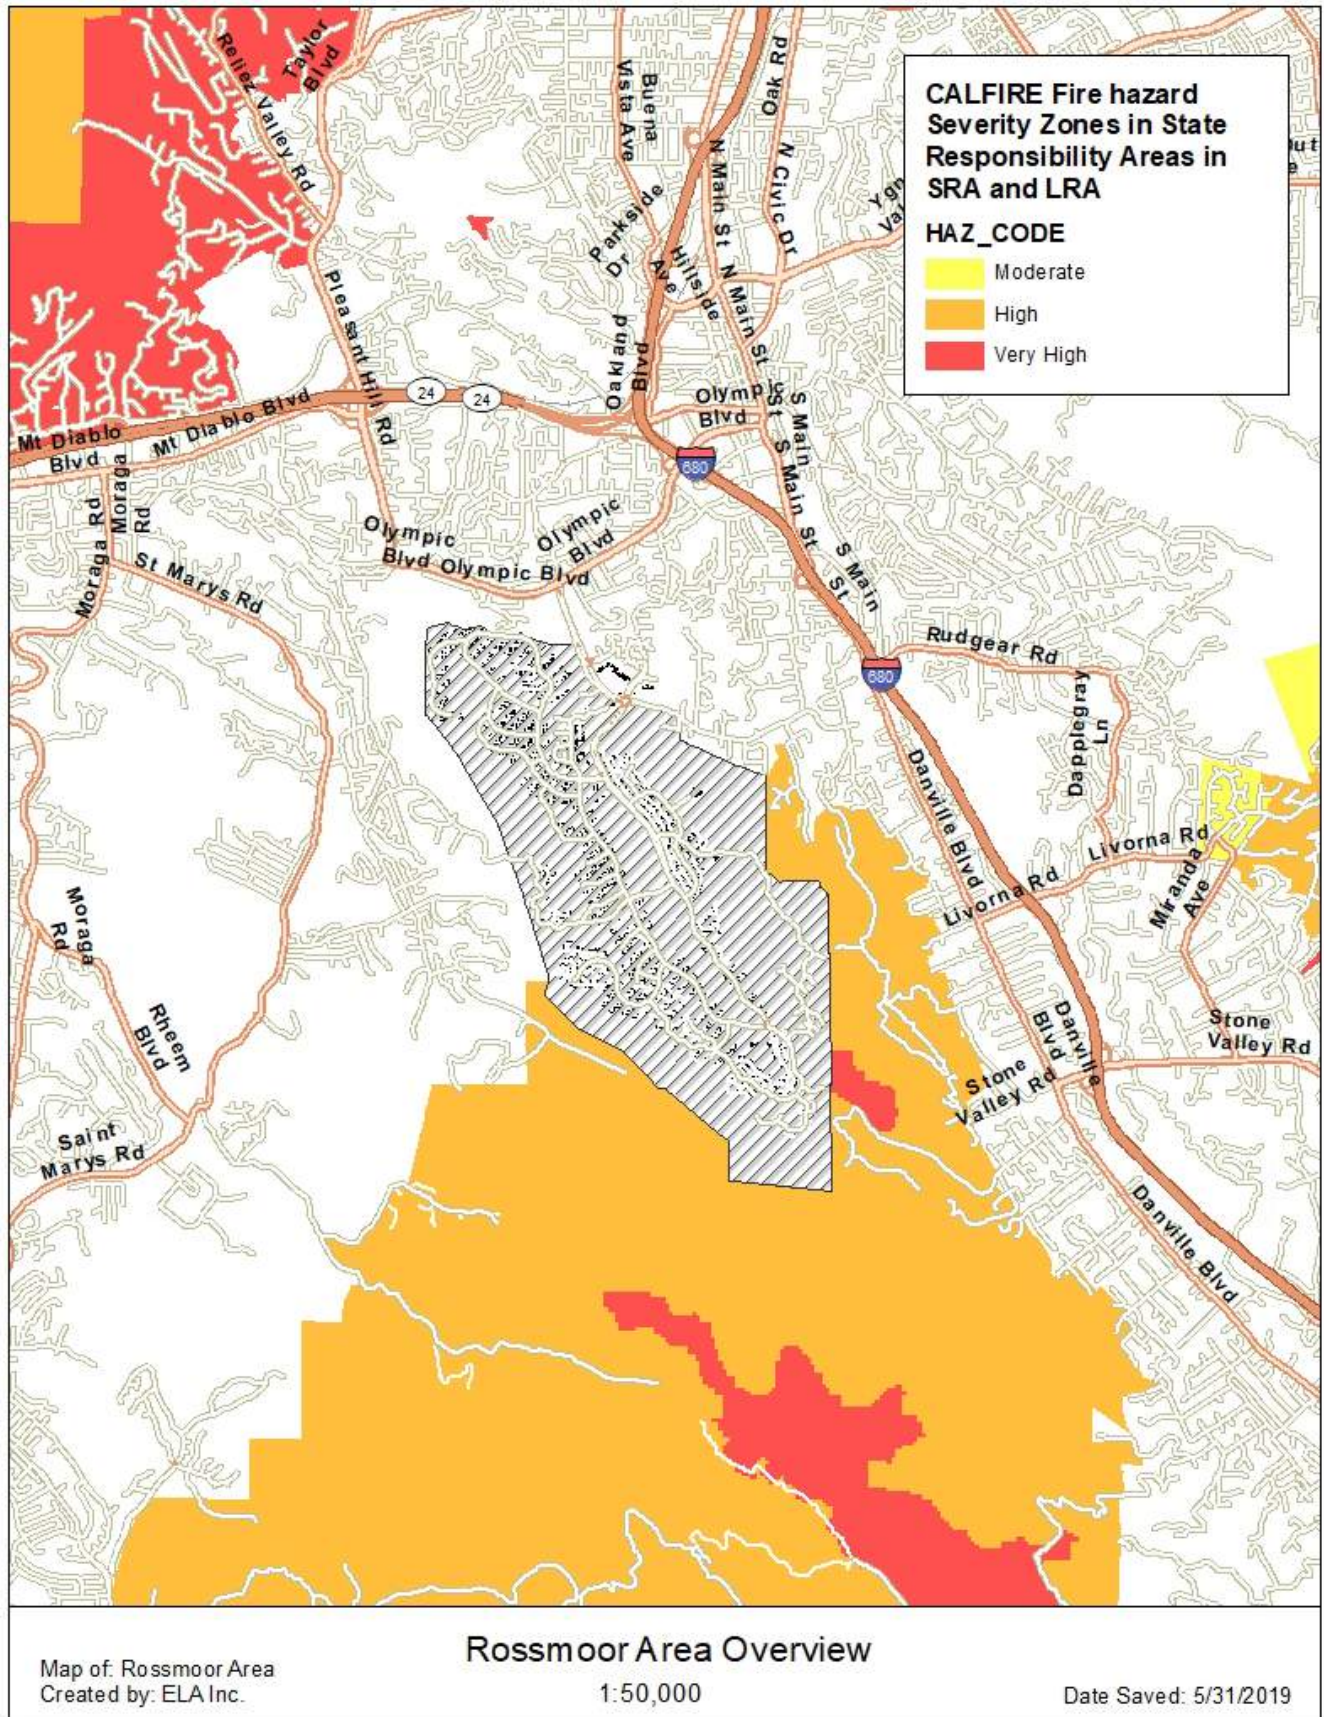 Reliez Valley Rd
Taylor
Blvd
Buena
Vista Ave
Oak Rd
N Main St
N Civic Dr
Parkside
Dr
Hillside
Ave
N Main St
Pleasant Hill Rd
Oakland
Blvd
24
24
Olympic
Blvd
S Main
St
S Main St
680
Mt Diablo
Blvd
Mt Diablo Blvd
Moraga Rd
Moraga
Rd
St Marys Rd
Olympic
Blvd
Olympic Blvd
Olympic
Blvd
S Main
St
680
Rudgear Rd
Dapplegray
Ln
Danville Blvd
Livorna Rd
Livorna Rd
Miranda
Ave
Moraga
Rd
Rheem
Blvd
Saint
Marys Rd
Danville
Blvd
Stone
Valley Rd
Stone
Valley Rd
Danville Blvd
CALFIRE Fire hazard
Severity Zones in State
Responsibility Areas in
SRA and LRA
HAZ_CODE
Moderate
High
Very High
Rossmoor Area Overview
1:50,000
Map of: Rossmoor Area
Created by: ELA Inc.
Date Saved: 5/31/2019